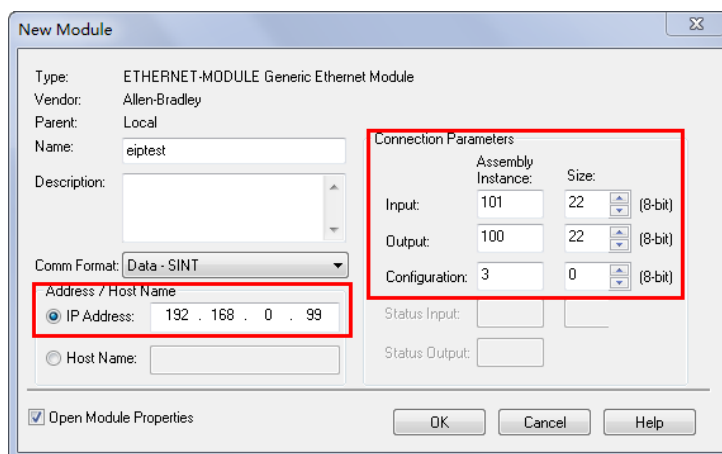 New Module
Type: ETHERNET-MODULE Generic Ethernet Module
Vendor: Allen-Bradley
Parent: Local
Name: eiptest
Description:
Comm Format: Data - SINT
Address / Host Name
IP Address: 192 . 168 . 0 . 99
Host Name:
Connection Parameters
Assembly
Instance: Size:
Input: 101 22 (8-bit)
Output: 100 22 (8-bit)
Configuration: 3 0 (8-bit)
Status Input:
Status Output:
Open Module Properties
OK Cancel Help